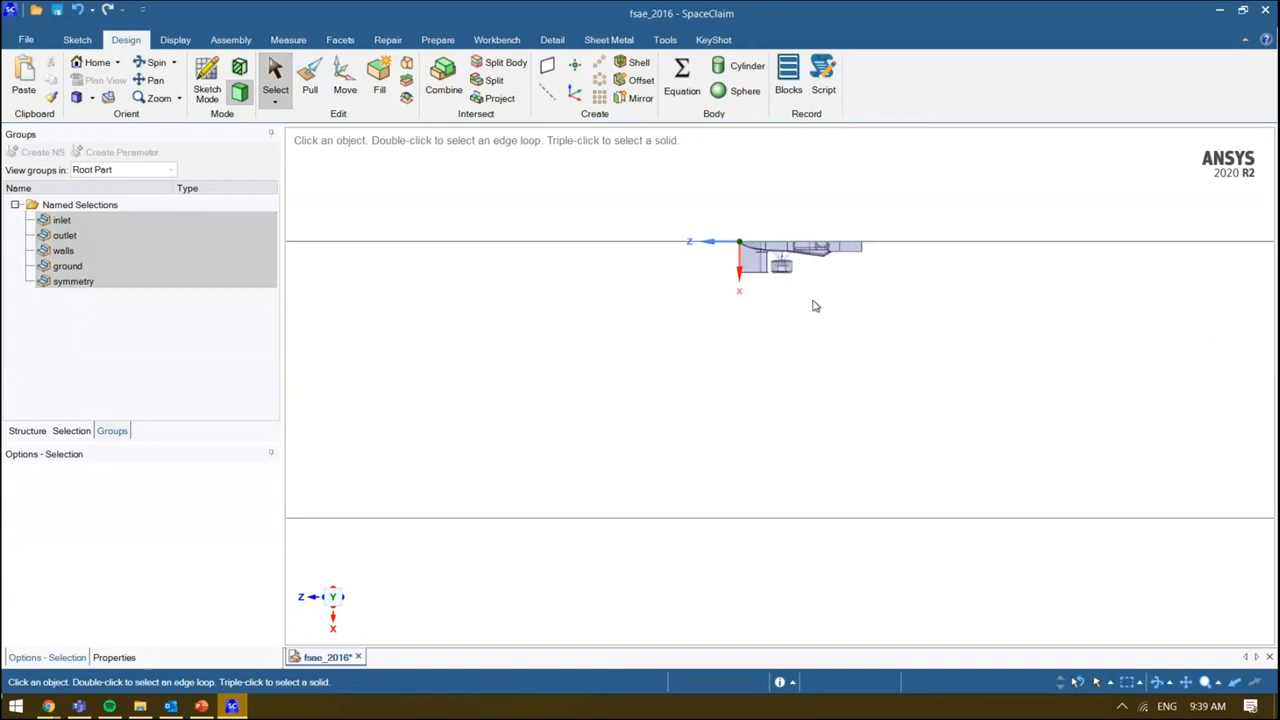 fsae_2016 - SpaceClaim
File Sketch Design Display Assembly Measure Facets Repair Prepare Workbench Detail Sheet Metal Tools KeyShot
Home Spin Split Body Shell Cylinder
Plan View Pan Split Offset
Zoom Project Mirror Sphere
Paste Sketch Mode Select Pull Move Fill Combine Equation Blocks Script
Clipboard Orient Mode Edit Intersect Create Body Record
Groups
Create NS Create Parameter
View groups in: Root Part
Name Type
Named Selections
inlet
outlet
walls
ground
symmetry
Structure Selection Groups
Options - Selection
Options - Selection Properties
Click an object. Double-click to select an edge loop. Triple-click to select a solid.
ANSYS
2020 R2
Z
X
Z Y
X
fsae_2016*
Click an object. Double-click to select an edge loop. Triple-click to select a solid.
ENG 9:39 AM